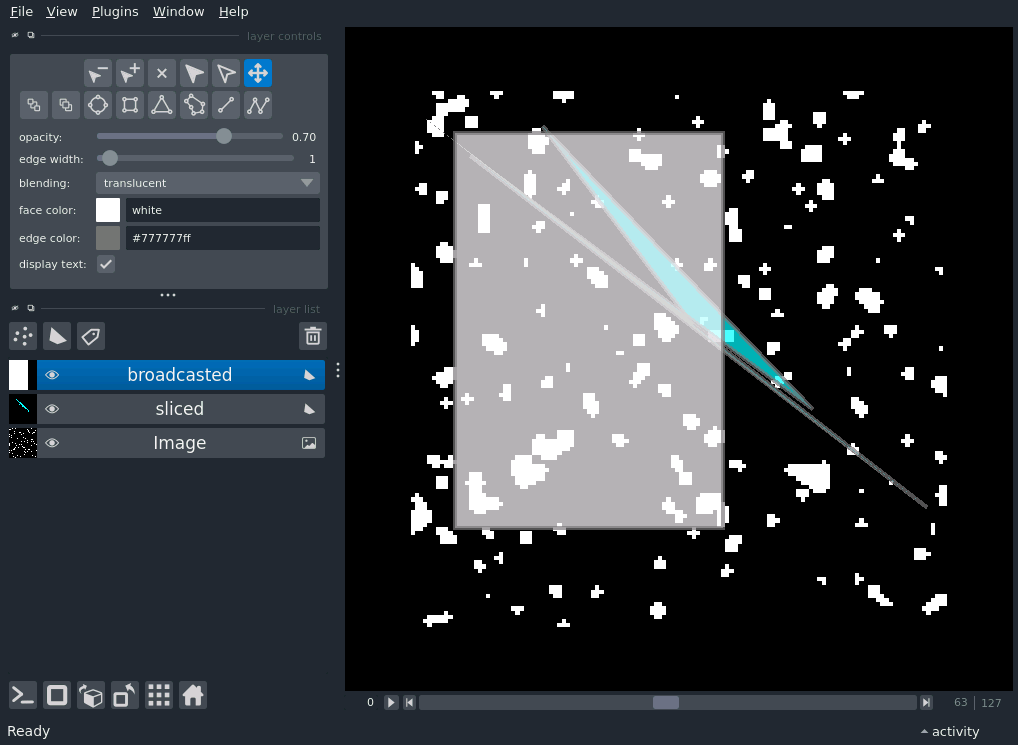 File View Plugins Window Help
layer controls
opacity: 0.70
edge width: 1
blending: translucent
face color: white
edge color: #777777ff
display text:
layer list
broadcasted
sliced
Image
0 63 127
Ready activity